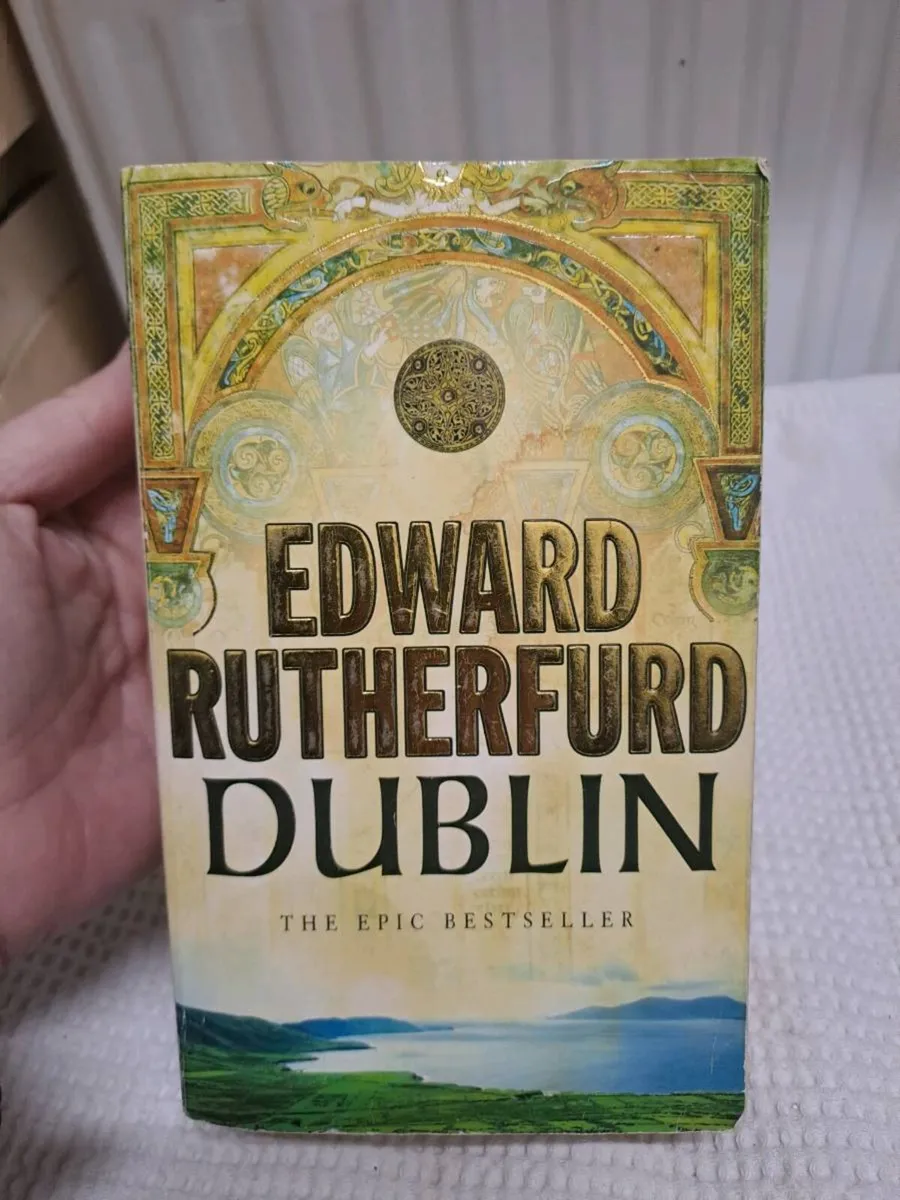 EDWARD
RUTHERFURD
DUBLIN
THE EPIC BESTSELLER